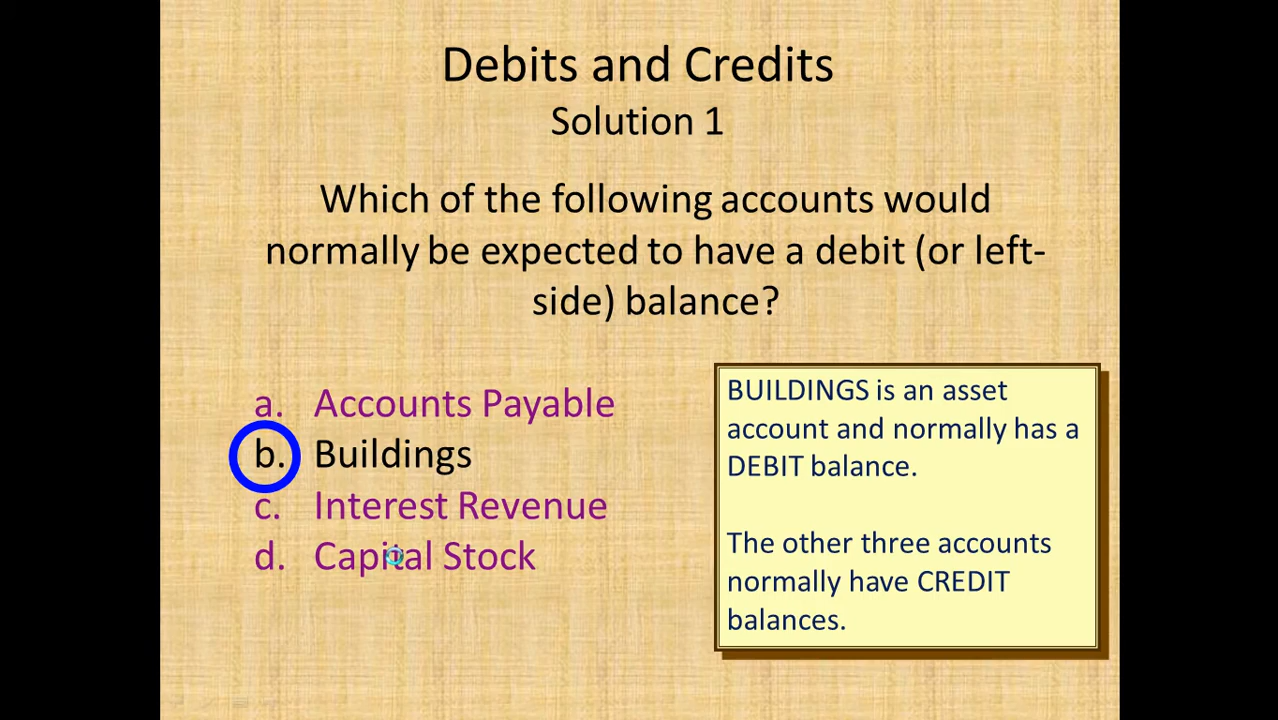 Debits and Credits
Solution 1
Which of the following accounts would
normally be expected to have a debit (or left-
side) balance?
a. Accounts Payable
b. Buildings
c. Interest Revenue
d. Capital Stock
BUILDINGS is an asset
account and normally has a
DEBIT balance.
The other three accounts
normally have CREDIT
balances.